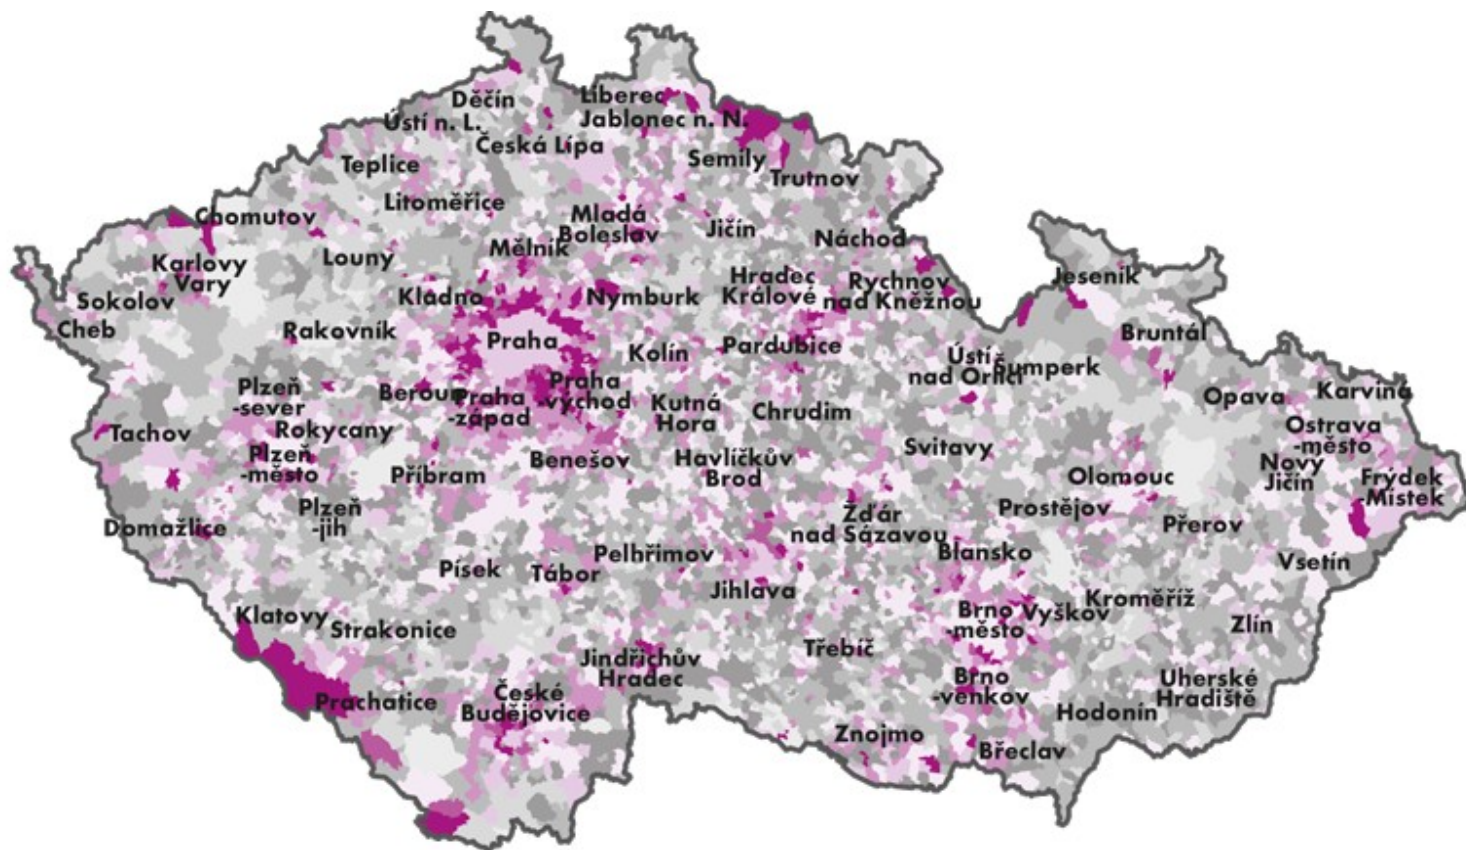 Děčín
Liberec
Ústí n. L.
Jablonec n. N.
Česká Lípa
Teplice
Semily
Trutnov
Litoměřice
Chomutov
Mladá
Boleslav
Jičín
Náchod
Mělník
Louny
Karlovy
Vary
Sokolov
Cheb
Kladno
Nymburk
Hradec
Králové
Rychnov
nad Kněžnou
Jeseník
Rakovník
Praha
Kolín
Pardubice
Bruntál
Ústí
nad Orlicí
Šumperk
Plzeň
-sever
Beroun
Praha
-západ
Praha
-východ
Kutná
Hora
Chrudim
Opava
Karviná
Tachov
Rokycany
Svitavy
Ostrava
-město
Plzeň
-město
Příbram
Benešov
Havlíčkův
Brod
Olomouc
Nový
Jičín
Frýdek
-Místek
Domažlice
Plzeň
-jih
Žďár
nad Sázavou
Prostějov
Přerov
Pelhřimov
Blansko
Vsetín
Písek
Tábor
Jihlava
Klatovy
Strakonice
Brno
-město
Vyškov
Kroměříž
Zlín
Třebíč
Jindřichův
Hradec
Prachatice
České
Budějovice
Brno
-venkov
Uherské
Hradiště
Hodonín
Znojmo
Břeclav